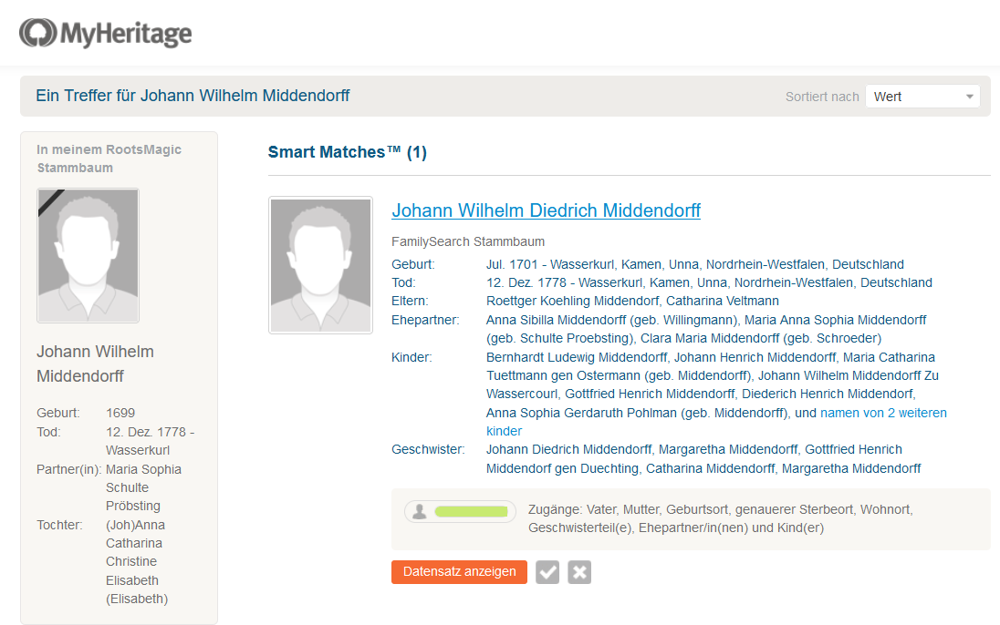 MyHeritage
Ein Treffer für Johann Wilhelm Middendorff
Sortiert nach Wert
In meinem RootsMagic
Stammbaum
Johann Wilhelm
Middendorff
Geburt: 1699
Tod: 12. Dez. 1778 -
Wasserkurl
Partner(in): Maria Sophia
Schulte
Pröbsting
Tochter: (Joh)Anna
Catharina
Christine
Elisabeth
(Elisabeth)
Smart Matches™ (1)
Johann Wilhelm Diedrich Middendorff
FamilySearch Stammbaum
Geburt: Jul. 1701 - Wasserkurl, Kamen, Unna, Nordrhein-Westfalen, Deutschland
Tod: 12. Dez. 1778 - Wasserkurl, Kamen, Unna, Nordrhein-Westfalen, Deutschland
Eltern: Roettger Koehling Middendorf, Catharina Veltmann
Ehepartner: Anna Sibilla Middendorff (geb. Willingmann), Maria Anna Sophia Middendorff
(geb. Schulte Proebsting), Clara Maria Middendorff (geb. Schroeder)
Kinder: Bernhardt Ludewig Middendorff, Johann Henrich Middendorff, Maria Catharina
Tuettmann gen Ostermann (geb. Middendorff), Johann Wilhelm Middendorff Zu
Wassercourl, Gottfried Henrich Middendorff, Diederich Henrich Middendorf,
Anna Sophia Gerdaruth Pohlman (geb. Middendorff), und namen von 2 weiteren
kinder
Geschwister: Johann Diedrich Middendorff, Margaretha Middendorff, Gottfried Henrich
Middendorf gen Duechting, Catharina Middendorff, Margaretha Middendorff
Zugänge: Vater, Mutter, Geburtsort, genauerer Sterbeort, Wohnort,
Geschwisterteil(e), Ehepartner/in(nen) und Kind(er)
Datensatz anzeigen